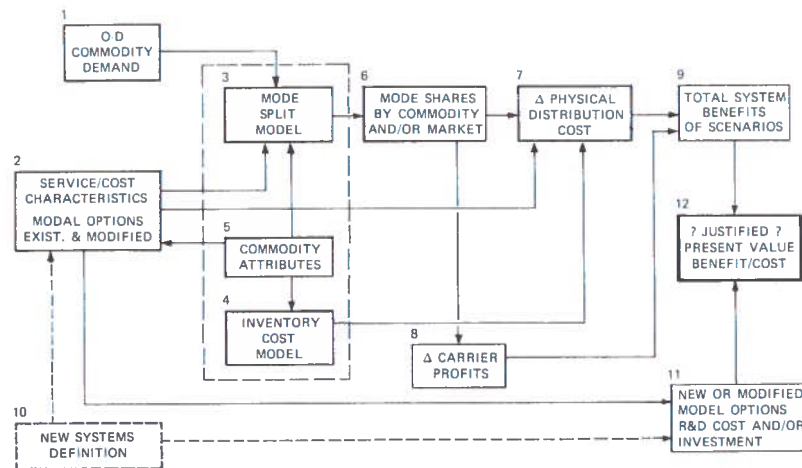 1
O-D
COMMODITY
DEMAND
2
SERVICE/COST
CHARACTERISTICS
MODAL OPTIONS
EXIST. & MODIFIED
3
MODE
SPLIT
MODEL
5
COMMODITY
ATTRIBUTES
4
INVENTORY
COST
MODEL
6
MODE SHARES
BY COMMODITY
AND/OR MARKET
7
Δ PHYSICAL
DISTRIBUTION
COST
8
Δ CARRIER
PROFITS
9
TOTAL SYSTEM
BENEFITS
OF SCENARIOS
12
? JUSTIFIED ?
PRESENT VALUE
BENEFIT/COST
10
NEW SYSTEMS
DEFINITION
11
NEW OR MODIFIED
MODEL OPTIONS
R&D COST AND/OR
INVESTMENT